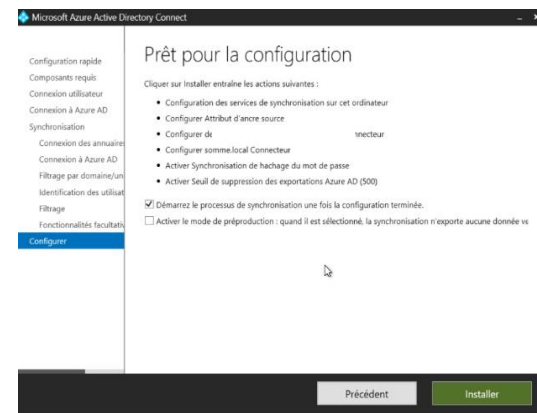 Microsoft Azure Active Directory Connect
Prêt pour la configuration
Configuration rapide
Composants requis
Connexion utilisateur
Connexion à Azure AD
Synchronisation
Connexion des annuaires
Connexion à Azure AD
Filtrage par domaine/un
Identification des utilisat
Filtrage
Fonctionnalités facultativ
Configurer
Cliquer sur Installer entraîne les actions suivantes :
• Configuration des services de synchronisation sur cet ordinateur
• Configurer Attribut d'ancre source
• Configurer de nnecteur
• Configurer somme.local Connecteur
• Activer Synchronisation de hachage du mot de passe
• Activer Seuil de suppression des exportations Azure AD (500)
Démarrez le processus de synchronisation une fois la configuration terminée.
Activer le mode de préproduction : quand il est sélectionné, la synchronisation n'exporte aucune donnée ve
Précédent
Installer